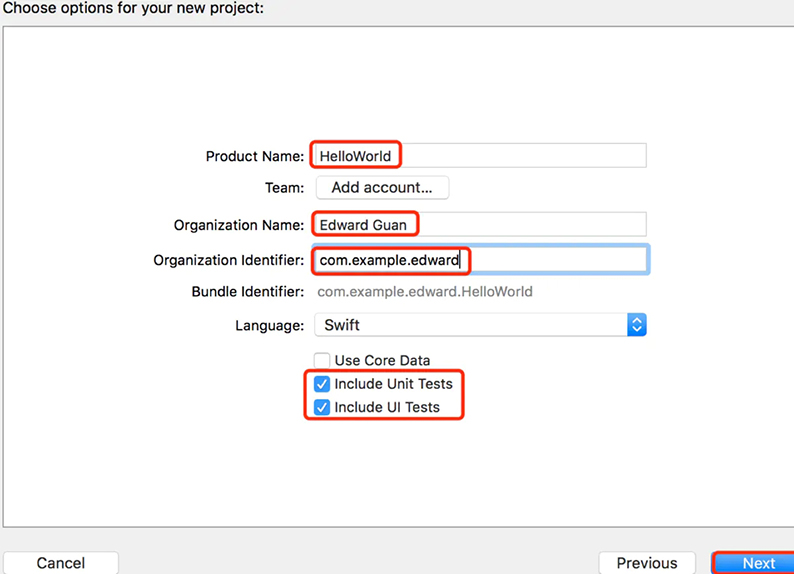 Choose options for your new project:
Product Name: HelloWorld
Team: Add account...
Organization Name: Edward Guan
Organization Identifier: com.example.edward
Bundle Identifier: com.example.edward.HelloWorld
Language: Swift
Use Core Data
Include Unit Tests
Include UI Tests
Cancel Previous Next